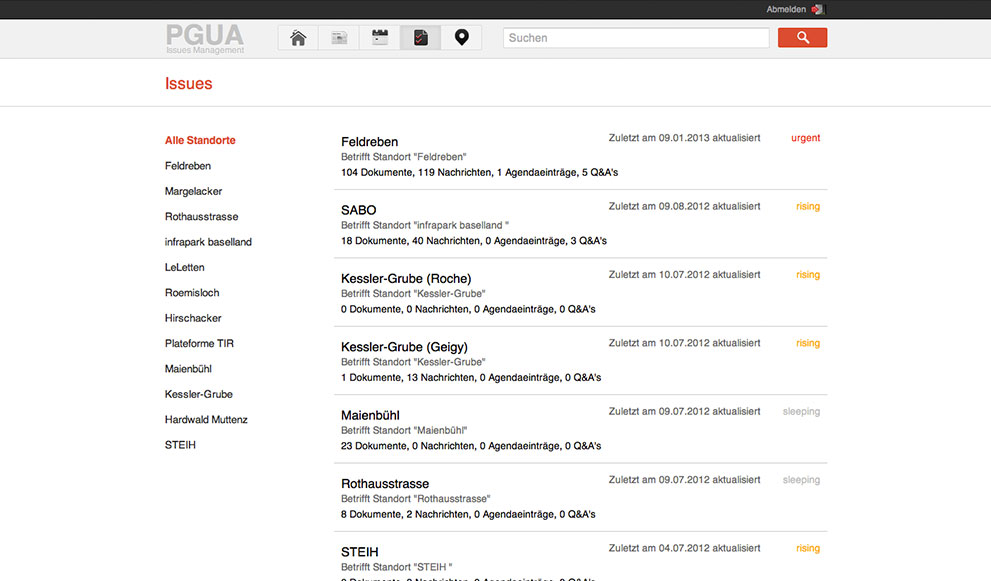 Abmelden
PGUA
Issues Management
Suchen
Issues
Alle Standorte
Feldreben
Margelacker
Rothausstrasse
infrapark baselland
LeLetten
Roemisloch
Hirschacker
Plateforme TIR
Maienbühl
Kessler-Grube
Hardwald Muttenz
STEIH
Feldreben Zuletzt am 09.01.2013 aktualisiert urgent
Betrifft Standort "Feldreben"
104 Dokumente, 119 Nachrichten, 1 Agendaeinträge, 5 Q&A's
SABO Zuletzt am 09.08.2012 aktualisiert rising
Betrifft Standort "infrapark baselland "
18 Dokumente, 40 Nachrichten, 0 Agendaeinträge, 3 Q&A's
Kessler-Grube (Roche) Zuletzt am 10.07.2012 aktualisiert rising
Betrifft Standort "Kessler-Grube"
0 Dokumente, 0 Nachrichten, 0 Agendaeinträge, 0 Q&A's
Kessler-Grube (Geigy) Zuletzt am 10.07.2012 aktualisiert rising
Betrifft Standort "Kessler-Grube"
1 Dokumente, 13 Nachrichten, 0 Agendaeinträge, 0 Q&A's
Maienbühl Zuletzt am 09.07.2012 aktualisiert sleeping
Betrifft Standort "Maienbühl"
23 Dokumente, 0 Nachrichten, 0 Agendaeinträge, 0 Q&A's
Rothausstrasse Zuletzt am 09.07.2012 aktualisiert sleeping
Betrifft Standort "Rothausstrasse"
8 Dokumente, 2 Nachrichten, 0 Agendaeinträge, 0 Q&A's
STEIH Zuletzt am 04.07.2012 aktualisiert rising
Betrifft Standort "STEIH "